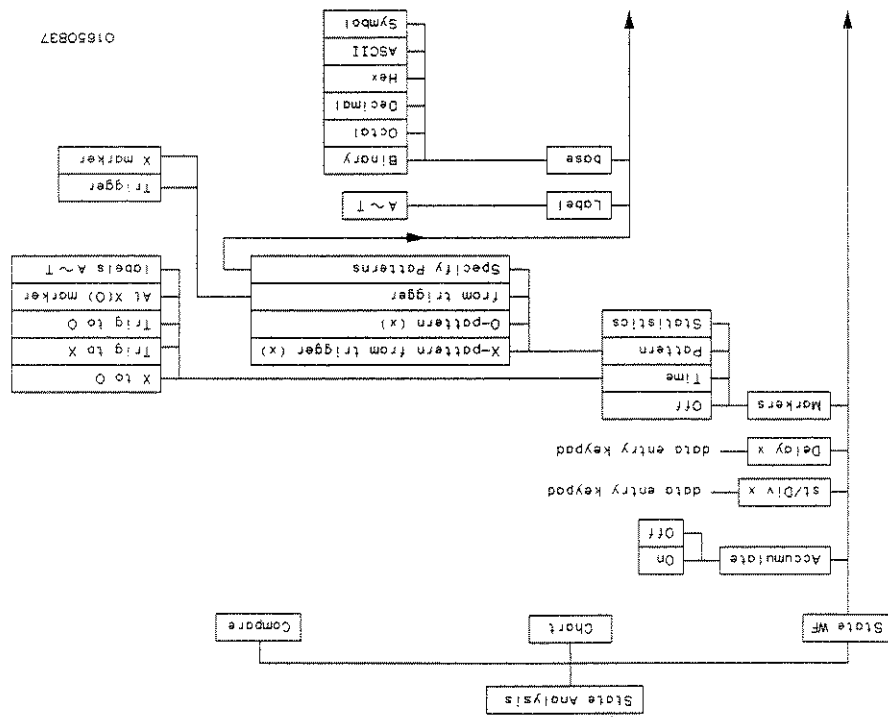 State Analysis
State WF
Chart
Compare
Accumulate
On
Off
st/Div x
data entry keypad
Delay x
data entry keypad
Markers
Off
Time
Pattern
Statistics
X to O
Trig to X
Trig to O
At X(O) marker
labels A~T
X-pattern from trigger (x)
O-pattern (x)
from trigger
Specify Patterns
Trigger
X marker
Label
A~T
base
Binary
Octal
Decimal
Hex
ASCII
Symbol
01650B37